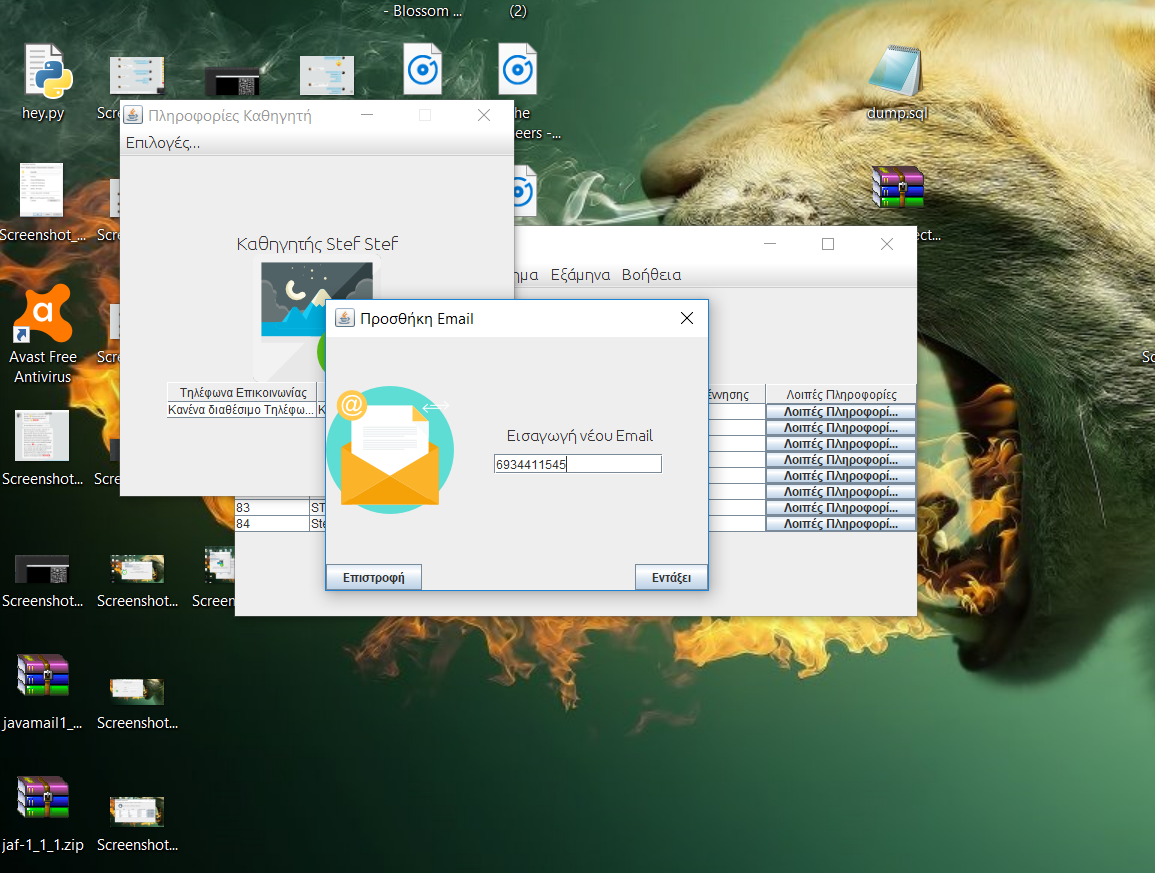 - Blossom ...
(2)
hey.py
Scre
he
eers -...
dump.sql
Πληροφορίες Καθηγητή
Επιλογές...
Καθηγητής Stef Stef
Τηλέφωνα Επικοινωνίας
Κανένα διαθέσιμο Τηλέφω...
K
Screenshot_...
Scre
ect...
ημα
Εξάμηνα
Βοήθεια
Προσθήκη Email
Εισαγωγή νέου Email
6934411545
Επιστροφή
Εντάξει
έννησης
Λοιπές Πληροφορίες
Λοιπές Πληροφορί...
Λοιπές Πληροφορί...
Λοιπές Πληροφορί...
Λοιπές Πληροφορί...
Λοιπές Πληροφορί...
Λοιπές Πληροφορί...
Λοιπές Πληροφορί...
Λοιπές Πληροφορί...
83
ST
84
Ste
Avast Free
Antivirus
Scre
Sc
Screenshot...
Scre
Screenshot...
Screenshot...
Screen
javamail1_...
Screenshot...
jaf-1_1_1.zip
Screenshot...